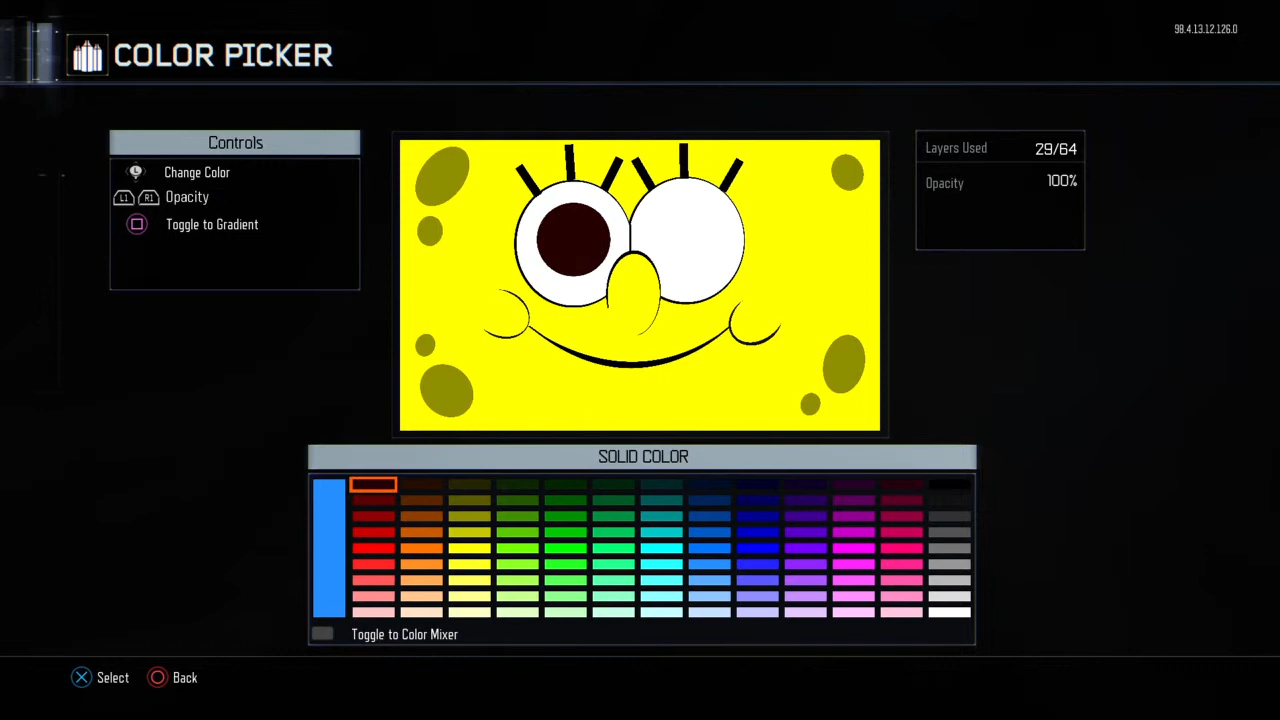 98.4.13.12.126.0
COLOR PICKER
Controls
L Change Color
L1 R1 Opacity
Toggle to Gradient
Layers Used 29/64
Opacity 100%
SOLID COLOR
Toggle to Color Mixer
Select Back